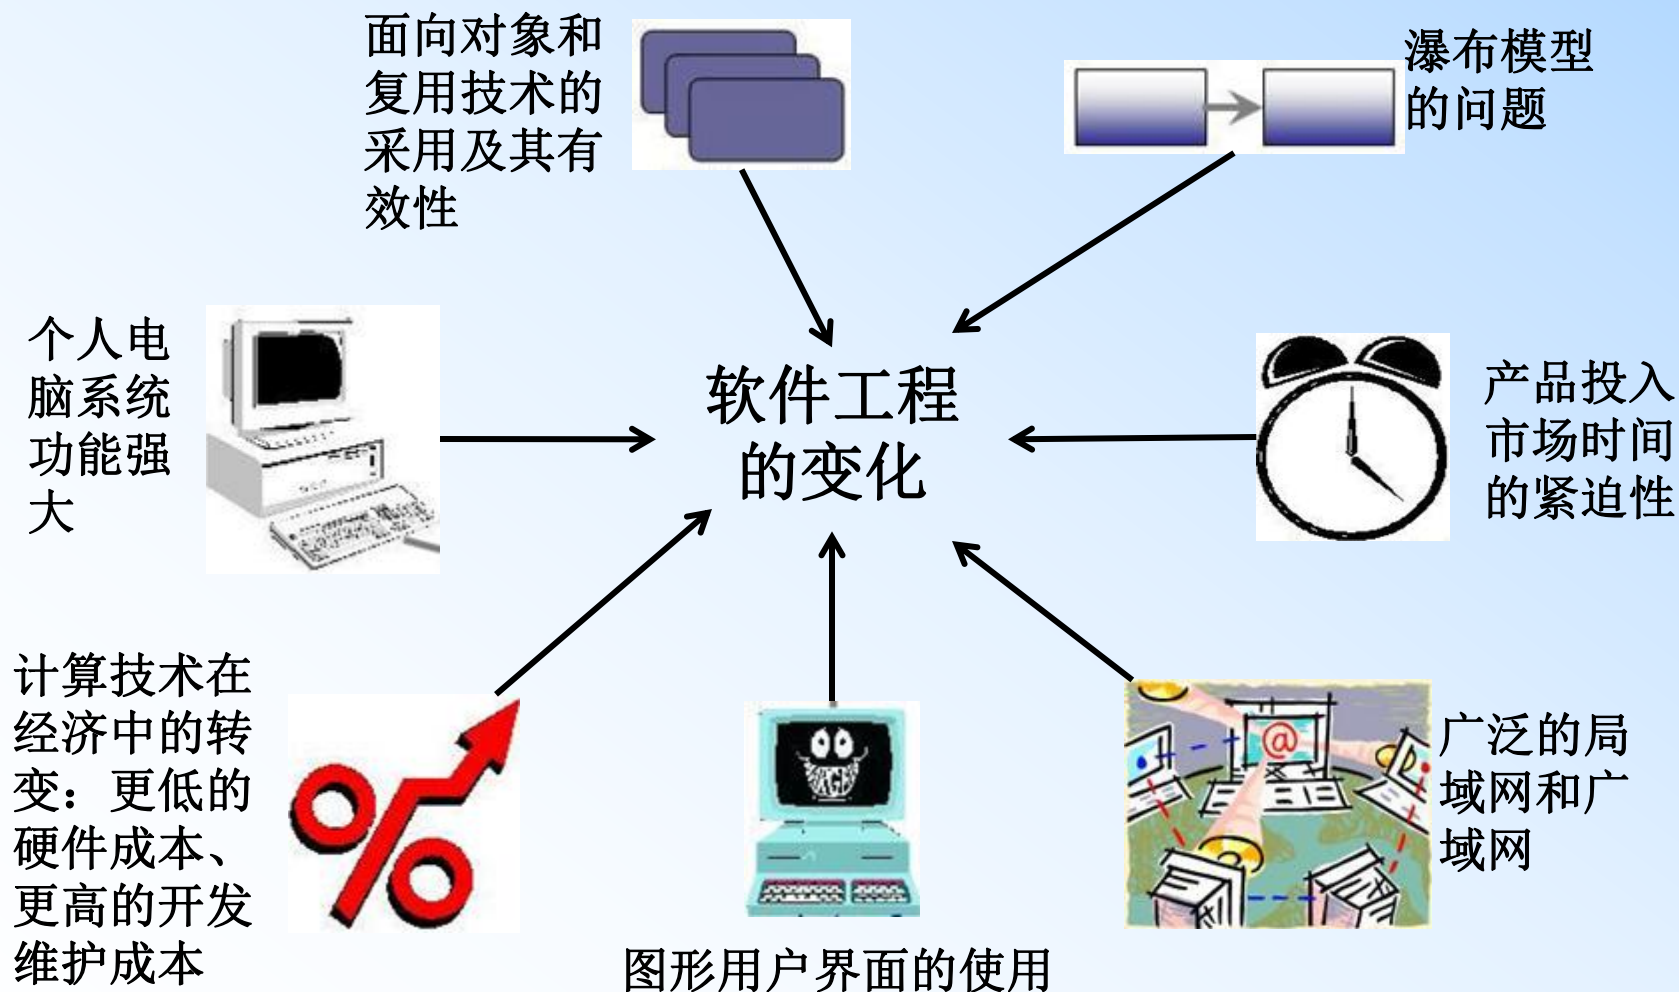 面向对象和
复用技术的
采用及其有
效性
瀑布模型
的问题
个人电
脑系统
功能强
大
软件工程
的变化
产品投入
市场时间
的紧迫性
计算技术在
经济中的转
变：更低的
硬件成本、
更高的开发
维护成本
@
广泛的局
域网和广
域网
图形用户界面的使用